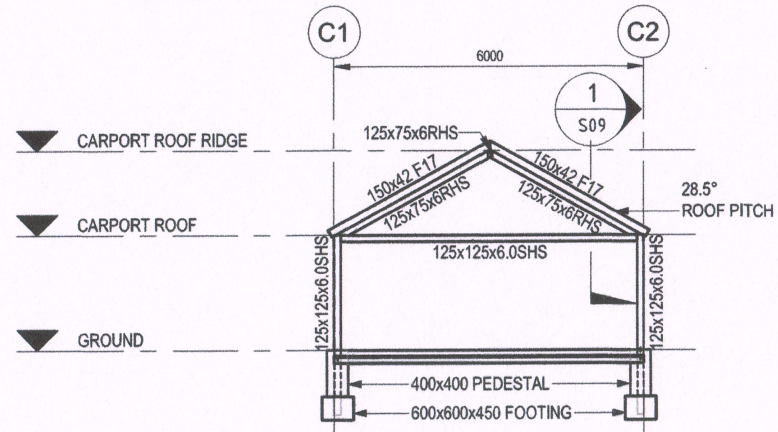 C1
C2
6000
1
S09
125x75x6RHS
CARPORT ROOF RIDGE
150x42 F17
150x42 F17
125x75x6RHS
125x75x6RHS
28.5°
ROOF PITCH
CARPORT ROOF
125x125x6.0SHS
125x125x6.0SHS
125x125x6.0SHS
GROUND
400x400 PEDESTAL
600x600x450 FOOTING